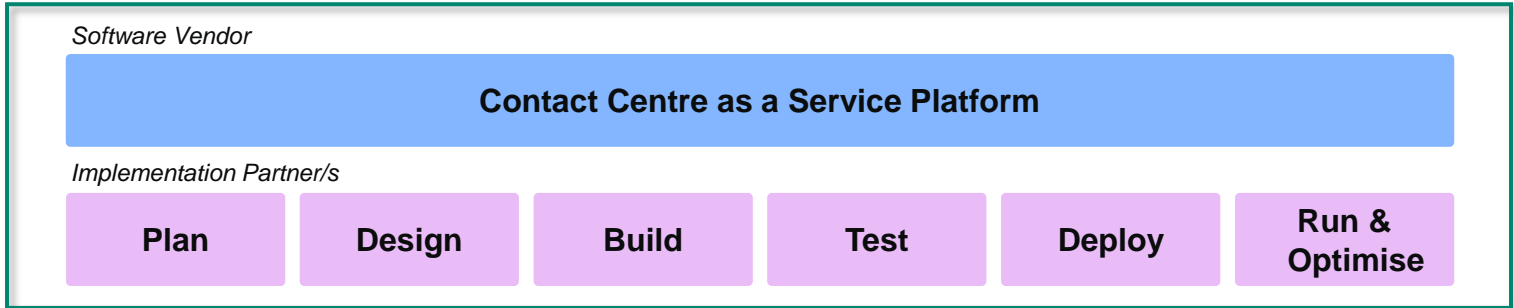 Software Vendor
Contact Centre as a Service Platform
Implementation Partner/s
Plan
Design
Build
Test
Deploy
Run &
Optimise